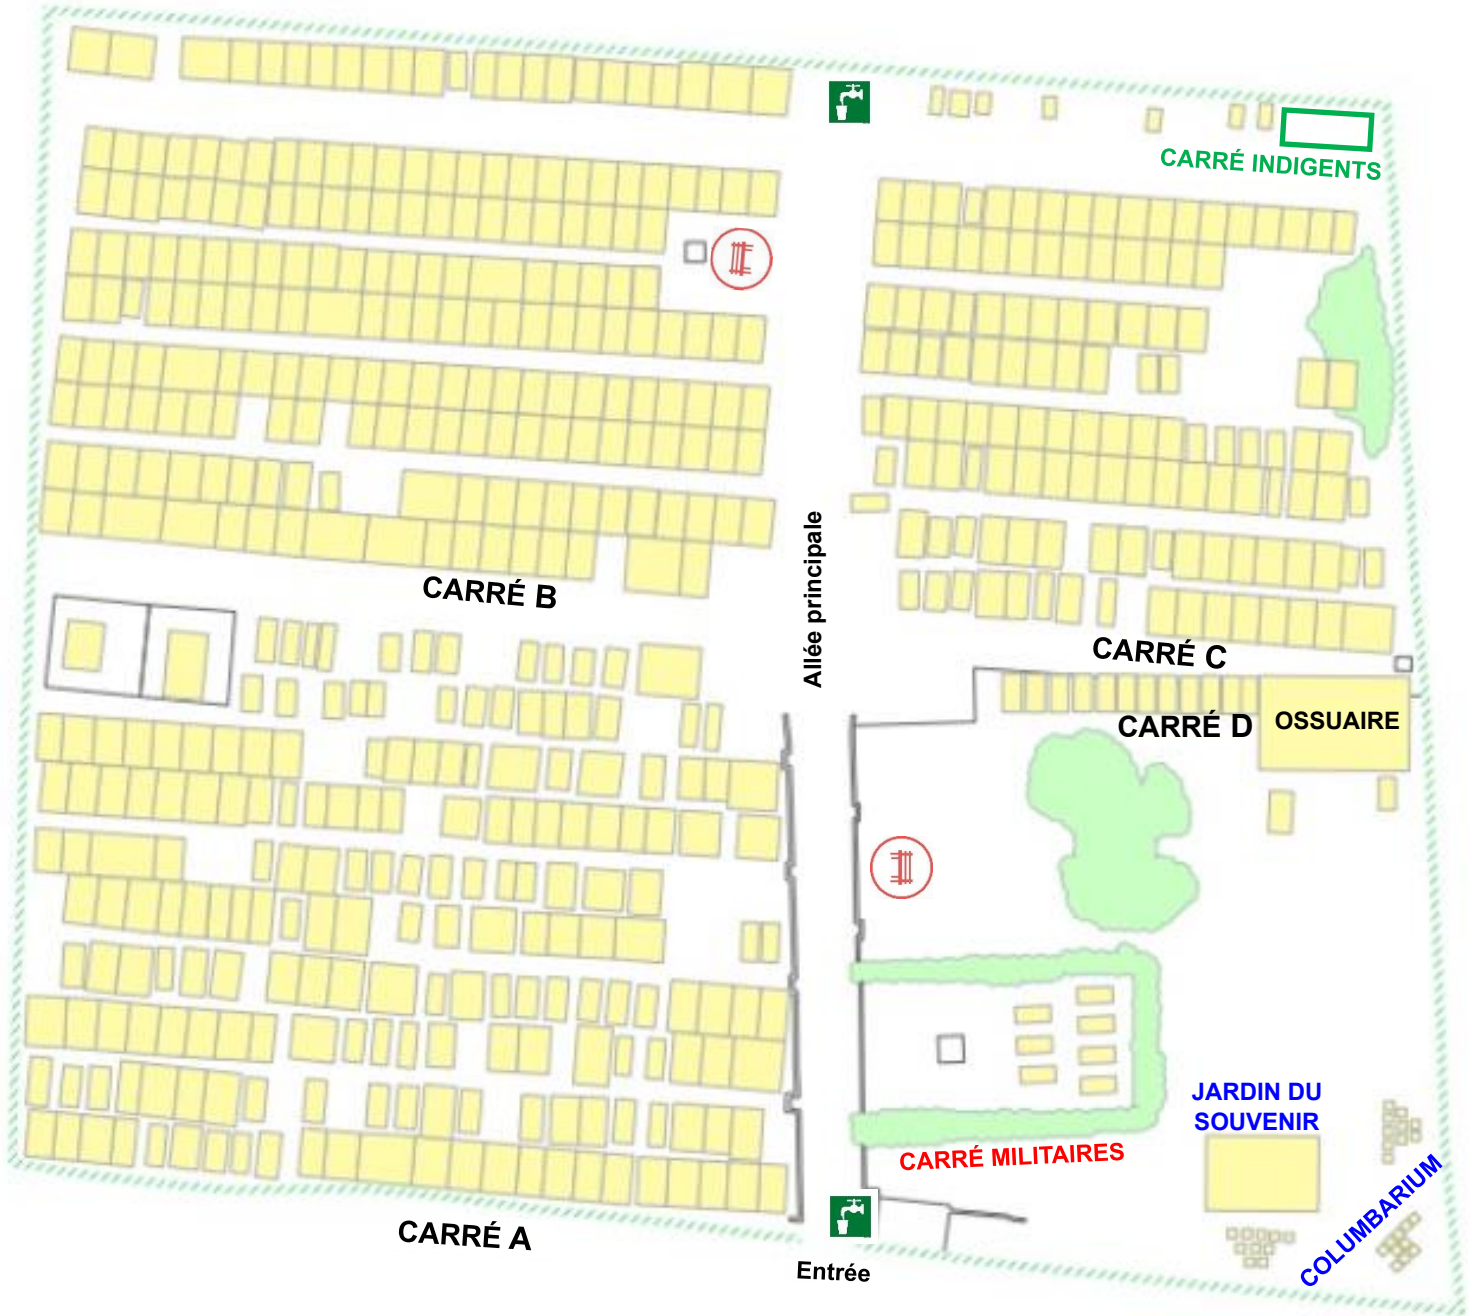 CARRÉ INDIGENTS
Allée principale
CARRÉ B
CARRÉ C
CARRÉ D
OSSUAIRE
JARDIN DU
SOUVENIR
CARRÉ MILITAIRES
COLUMBARIUM
CARRÉ A
Entrée